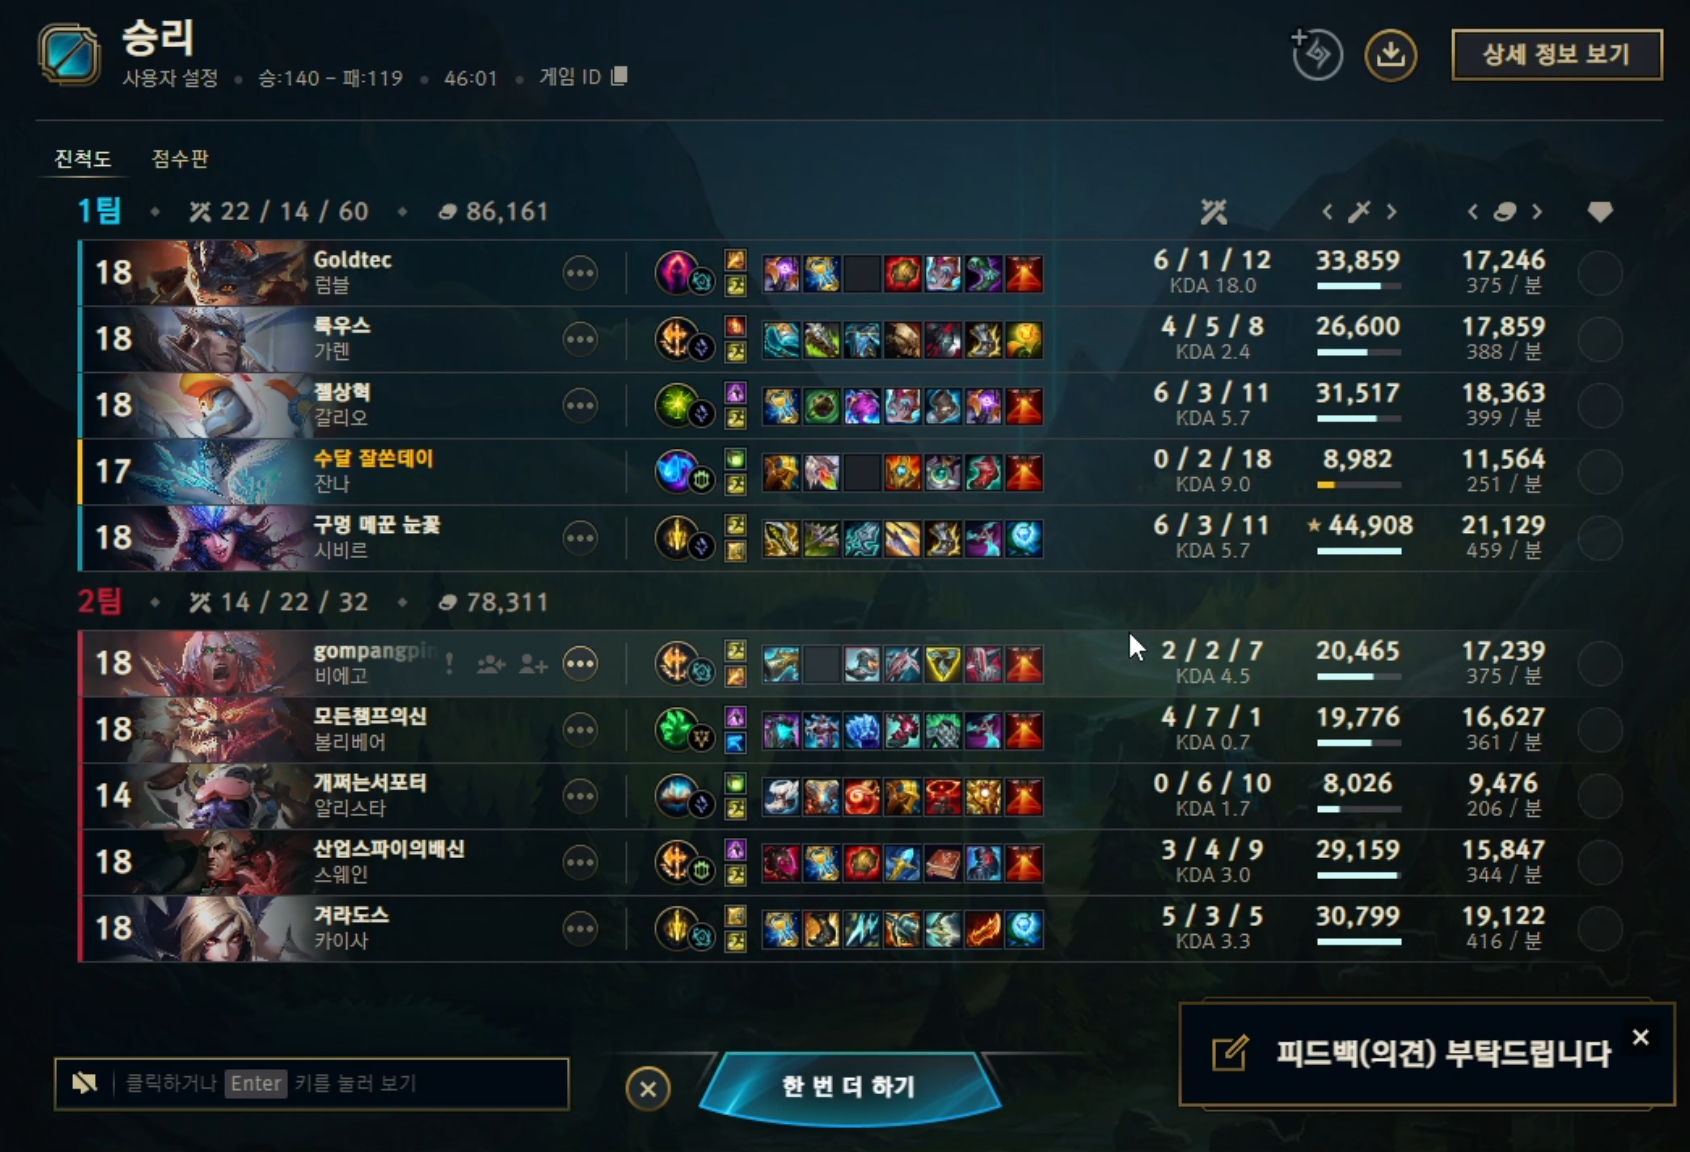 승리
사용자 설정 • 승:140 – 패:119 • 46:01 • 게임 ID
상세 정보 보기
진척도 점수판
1팀 22 / 14 / 60 86,161
18 Goldtec 6 / 1 / 12 33,859 17,246
럼블 KDA 18.0 375 / 분
18 룩우스 4 / 5 / 8 26,600 17,859
가렌 KDA 2.4 388 / 분
18 젤상혁 6 / 3 / 11 31,517 18,363
갈리오 KDA 5.7 399 / 분
17 수달 잘쏜데이 0 / 2 / 18 8,982 11,564
잔나 KDA 9.0 251 / 분
18 구멍 메꾼 눈꽃 6 / 3 / 11 44,908 21,129
시비르 KDA 5.7 459 / 분
2팀 14 / 22 / 32 78,311
18 gompangpin 2 / 2 / 7 20,465 17,239
비에고 KDA 4.5 375 / 분
18 모든챔프의신 4 / 7 / 1 19,776 16,627
볼리베어 KDA 0.7 361 / 분
14 개쩌는서포터 0 / 6 / 10 8,026 9,476
알리스타 KDA 1.7 206 / 분
18 산업스파이의배신 3 / 4 / 9 29,159 15,847
스웨인 KDA 3.0 344 / 분
18 겨라도스 5 / 3 / 5 30,799 19,122
카이사 KDA 3.3 416 / 분
피드백(의견) 부탁드립니다
클릭하거나 Enter 키를 눌러 보기
한 번 더 하기